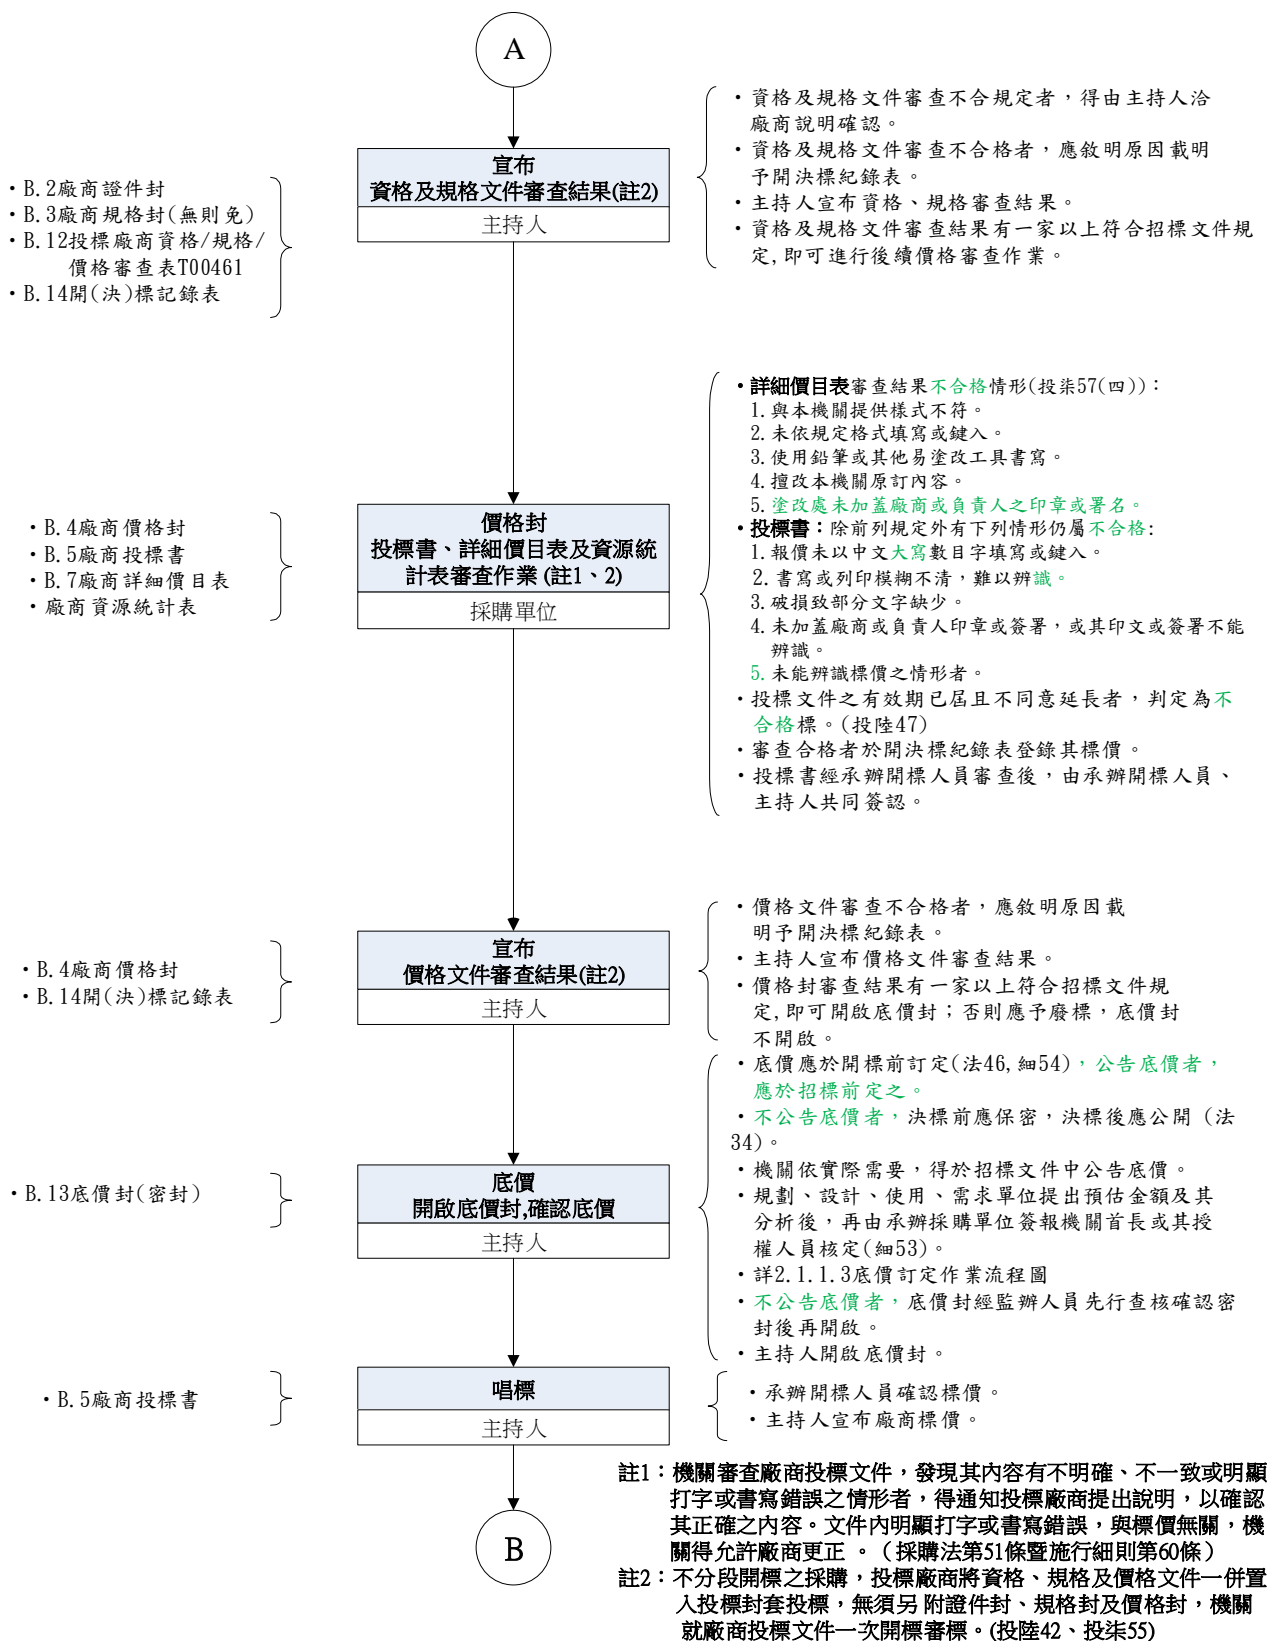 A
宣布
資格及規格文件審查結果(註2)
主持人
・B.2廠商證件封
・B.3廠商規格封(無則免)
・B.12投標廠商資格/規格/
價格審查表T00461
・B.14開(決)標記錄表
・資格及規格文件審查不合規定者，得由主持人洽
廠商說明確認。
・資格及規格文件審查不合格者，應敘明原因載明
予開決標紀錄表。
・主持人宣布資格、規格審查結果。
・資格及規格文件審查結果有一家以上符合招標文件規
定,即可進行後續價格審查作業。
價格封
投標書、詳細價目表及資源統
計表審查作業(註1、2)
採購單位
・B.4廠商價格封
・B.5廠商投標書
・B.7廠商詳細價目表
・廠商資源統計表
・詳細價目表審查結果不合格情形(投柒57(四))：
1.與本機關提供樣式不符。
2.未依規定格式填寫或鍵入。
3.使用鉛筆或其他易塗改工具書寫。
4.擅改本機關原訂內容。
5.塗改處未加蓋廠商或負責人之印章或署名。
・投標書：除前列規定外有下列情形仍屬不合格:
1.報價未以中文大寫數目字填寫或鍵入。
2.書寫或列印模糊不清，難以辨識。
3.破損致部分文字缺少。
4.未加蓋廠商或負責人印章或簽署，或其印文或簽署不能
辨識。
5.未能辨識標價之情形者。
・投標文件之有效期已屆且不同意延長者，判定為不
合格標。(投陸47)
・審查合格者於開決標紀錄表登錄其標價。
・投標書經承辦開標人員審查後，由承辦開標人員、
主持人共同簽認。
宣布
價格文件審查結果(註2)
主持人
・B.4廠商價格封
・B.14開(決)標記錄表
・價格文件審查不合格者，應敘明原因載
明予開決標紀錄表。
・主持人宣布價格文件審查結果。
・價格封審查結果有一家以上符合招標文件規
定,即可開啟底價封；否則應予廢標，底價封
不開啟。
底價
開啟底價封,確認底價
主持人
・B.13底價封(密封)
・底價應於開標前訂定(法46,細54)，公告底價者，
應於招標前定之。
・不公告底價者，決標前應保密，決標後應公開 (法
34)。
・機關依實際需要，得於招標文件中公告底價。
・規劃、設計、使用、需求單位提出預估金額及其
分析後，再由承辦採購單位簽報機關首長或其授
權人員核定(細53)。
・詳2.1.1.3底價訂定作業流程圖
・不公告底價者，底價封經監辦人員先行查核確認密
封後再開啟。
・主持人開啟底價封。
唱標
主持人
・B.5廠商投標書
・承辦開標人員確認標價。
・主持人宣布廠商標價。
B
註1：機關審查廠商投標文件，發現其內容有不明確、不一致或明顯
打字或書寫錯誤之情形者，得通知投標廠商提出說明，以確認
其正確之內容。文件內明顯打字或書寫錯誤，與標價無關，機
關得允許廠商更正 。（採購法第51條暨施行細則第60條）
註2：不分段開標之採購，投標廠商將資格、規格及價格文件一併置
入投標封套投標，無須另附證件封、規格封及價格封，機關
就廠商投標文件一次開標審標。(投陸42、投柒55)